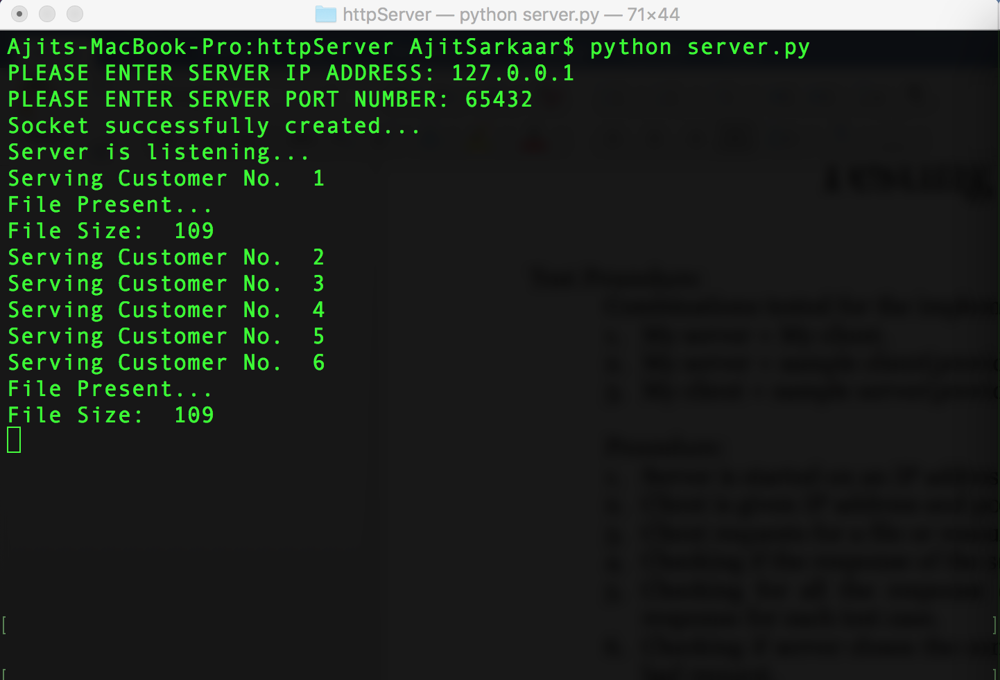 httpServer — python server.py — 71×44
Ajits-MacBook-Pro:httpServer AjitSarkaar$ python server.py
PLEASE ENTER SERVER IP ADDRESS: 127.0.0.1
PLEASE ENTER SERVER PORT NUMBER: 65432
Socket successfully created...
Server is listening...
Serving Customer No.  1
File Present...
File Size:  109
Serving Customer No.  2
Serving Customer No.  3
Serving Customer No.  4
Serving Customer No.  5
Serving Customer No.  6
File Present...
File Size:  109